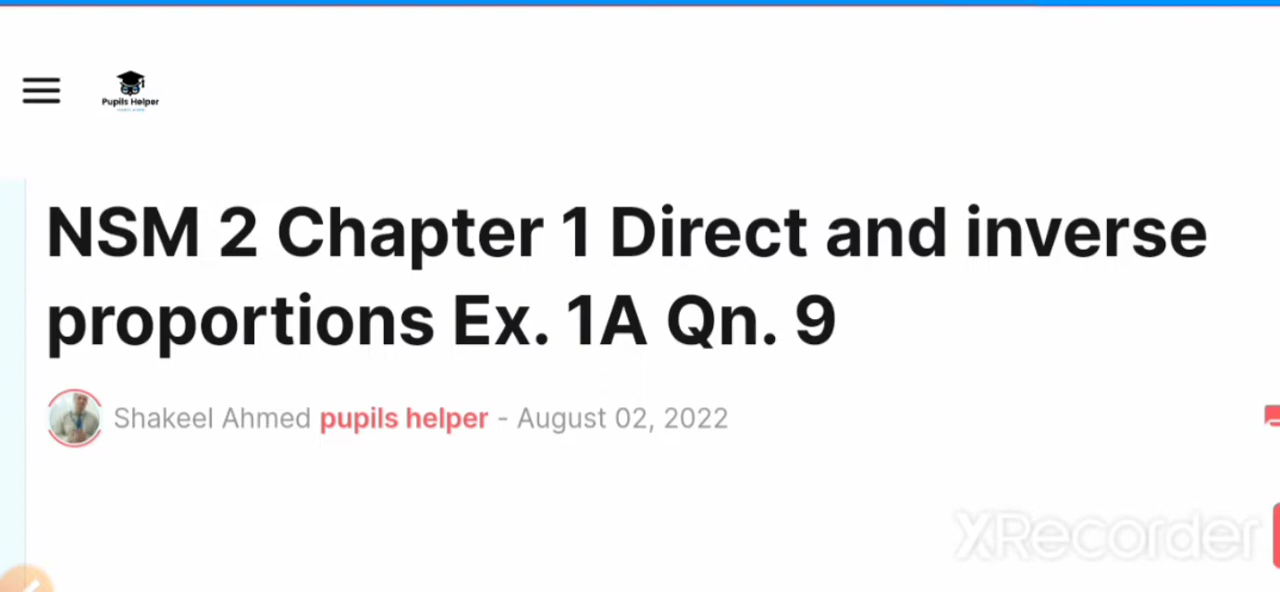 Pupils Helper
NSM 2 Chapter 1 Direct and inverse
proportions Ex. 1A Qn. 9
Shakeel Ahmed pupils helper - August 02, 2022
XRecorder